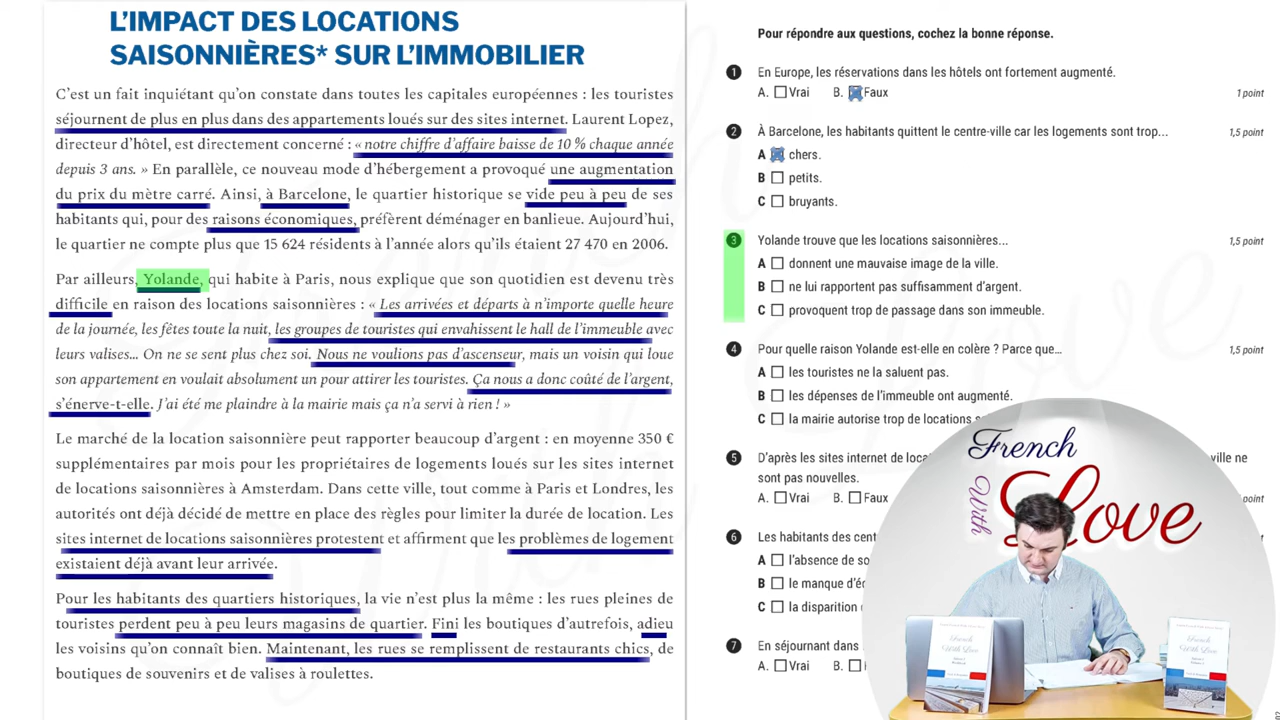 L'IMPACT DES LOCATIONS
SAISONNIÈRES* SUR L'IMMOBILIER
C'est un fait inquiétant qu'on constate dans toutes les capitales européennes : les touristes
séjournent de plus en plus dans des appartements loués sur des sites internet. Laurent Lopez,
directeur d'hôtel, est directement concerné : « notre chiffre d'affaire baisse de 10 % chaque année
depuis 3 ans. » En parallèle, ce nouveau mode d'hébergement a provoqué une augmentation
du prix du mètre carré. Ainsi, à Barcelone, le quartier historique se vide peu à peu de ses
habitants qui, pour des raisons économiques, préfèrent déménager en banlieue. Aujourd'hui,
le quartier ne compte plus que 15 624 résidents à l'année alors qu'ils étaient 27 470 en 2006.
Par ailleurs, Yolande, qui habite à Paris, nous explique que son quotidien est devenu très
difficile en raison des locations saisonnières : « Les arrivées et départs à n'importe quelle heure
de la journée, les fêtes toute la nuit, les groupes de touristes qui envahissent le hall de l'immeuble avec
leurs valises... On ne se sent plus chez soi. Nous ne voulions pas d'ascenseur, mais un voisin qui loue
son appartement en voulait absolument un pour attirer les touristes. Ça nous a donc coûté de l'argent,
s'énerve-t-elle. J'ai été me plaindre à la mairie mais ça n'a servi à rien ! »
Le marché de la location saisonnière peut rapporter beaucoup d'argent : en moyenne 350 €
supplémentaires par mois pour les propriétaires de logements loués sur les sites internet
de locations saisonnières à Amsterdam. Dans cette ville, tout comme à Paris et Londres, les
autorités ont déjà décidé de mettre en place des règles pour limiter la durée de location. Les
sites internet de locations saisonnières protestent et affirment que les problèmes de logement
existaient déjà avant leur arrivée.
Pour les habitants des quartiers historiques, la vie n'est plus la même : les rues pleines de
touristes perdent peu à peu leurs magasins de quartier. Fini les boutiques d'autrefois, adieu
les voisins qu'on connaît bien. Maintenant, les rues se remplissent de restaurants chics, de
boutiques de souvenirs et de valises à roulettes.
Pour répondre aux questions, cochez la bonne réponse.
1 En Europe, les réservations dans les hôtels ont fortement augmenté.
A. Vrai B. Faux 1 point
2 À Barcelone, les habitants quittent le centre-ville car les logements sont trop... 1,5 point
A chers.
B petits.
C bruyants.
3 Yolande trouve que les locations saisonnières... 1,5 point
A donnent une mauvaise image de la ville.
B ne lui rapportent pas suffisamment d'argent.
C provoquent trop de passage dans son immeuble.
4 Pour quelle raison Yolande est-elle en colère ? Parce que... 1,5 point
A les touristes ne la saluent pas.
B les dépenses de l'immeuble ont augmenté.
C la mairie autorise trop de locations
5 D'après les sites internet de ville ne
sont pas nouvelles.
A. Vrai B. Faux point
6 Les habitants des
A l'absence de
B le manque
C la disparition
7 En séjournant dans
A. Vrai B.
French
With
Love
French
With Love
French
With Love